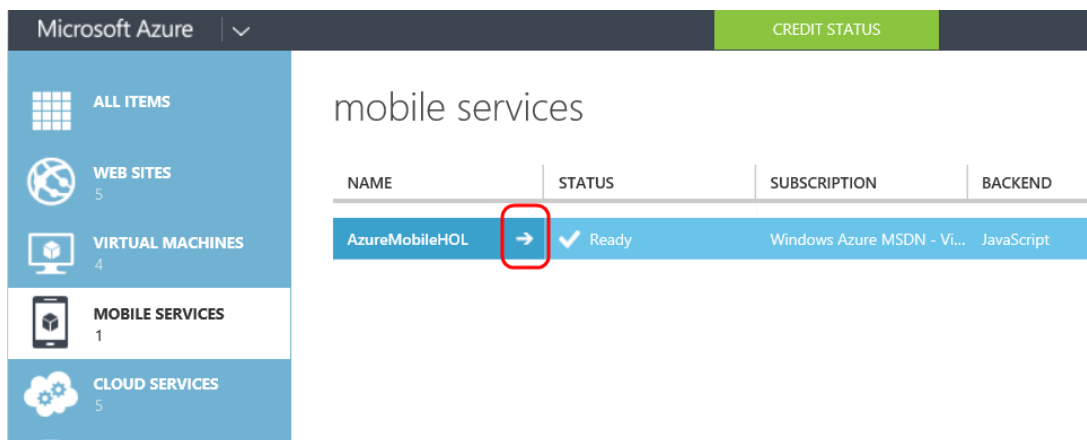 Microsoft Azure
CREDIT STATUS
ALL ITEMS
WEB SITES
5
VIRTUAL MACHINES
4
MOBILE SERVICES
1
CLOUD SERVICES
5
mobile services
NAME STATUS SUBSCRIPTION BACKEND
AzureMobileHOL Ready Windows Azure MSDN - Vi... JavaScript